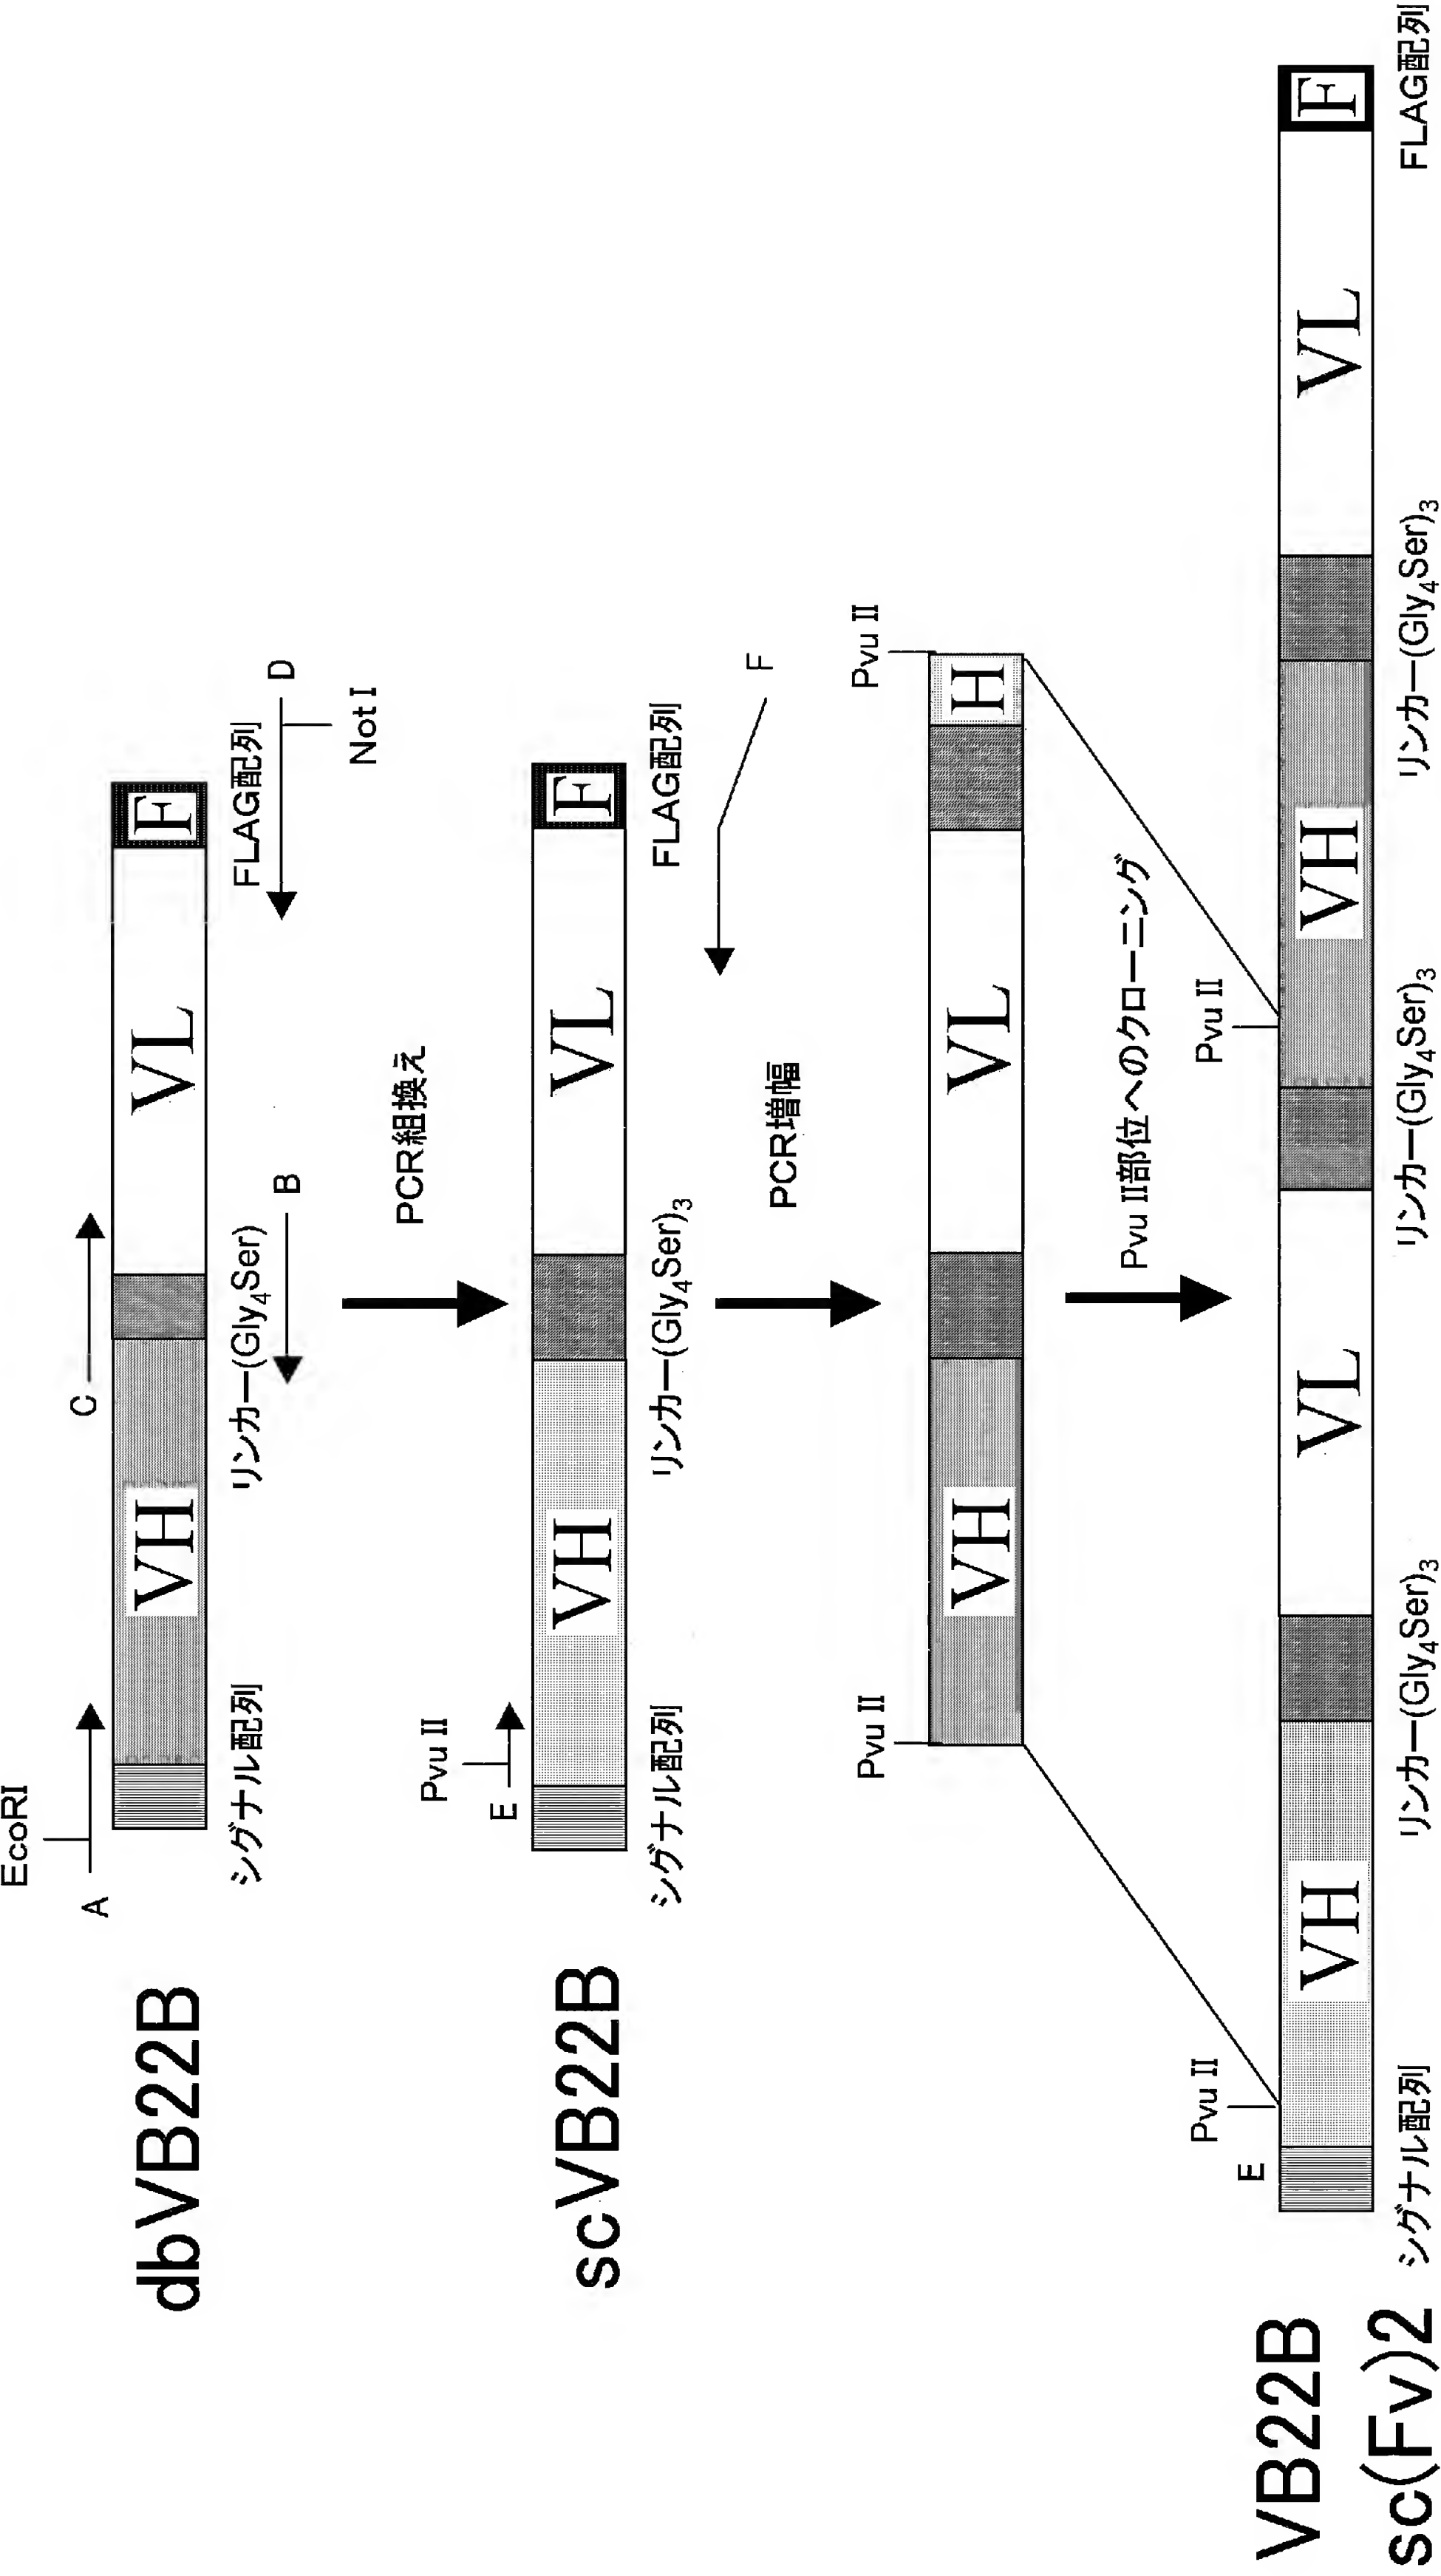 dbVB22B
EcoRI
A
C
VH
VL
F
シグナル配列
リンカー(Gly4Ser)
FLAG配列
B
D
Not I
PCR組換え
scVB22B
Pvu II
E
VH
VL
F
シグナル配列
リンカー(Gly4Ser)3
FLAG配列
F
PCR増幅
Pvu II
Pvu II
VH
VL
H
Pvu II部位へのクローニング
VB22B
sc(Fv)2
E
Pvu II
Pvu II
VH
VL
VH
VL
F
シグナル配列
リンカー(Gly4Ser)3
リンカー(Gly4Ser)3
リンカー(Gly4Ser)3
FLAG配列